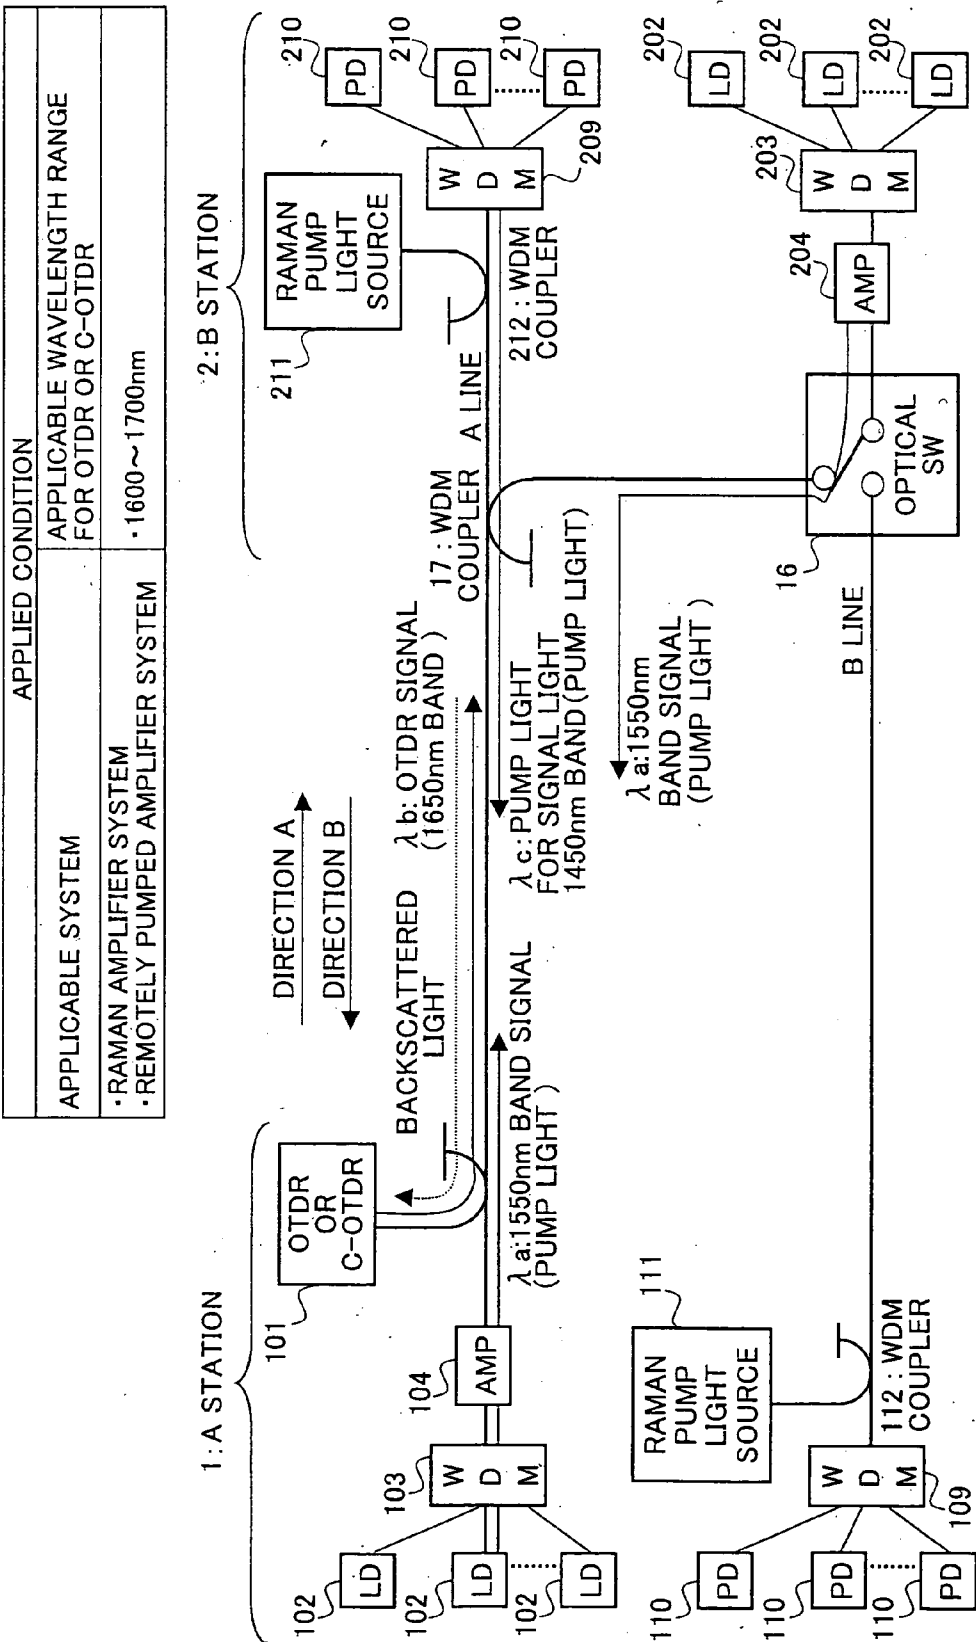 APPLIED CONDITION
APPLICABLE SYSTEM
APPLICABLE WAVELENGTH RANGE
FOR OTDR OR C-OTDR
・RAMAN AMPLIFIER SYSTEM
・REMOTELY PUMPED AMPLIFIER SYSTEM
・1600～1700nm
1:A STATION
2:B STATION
DIRECTION A
DIRECTION B
101
OTDR
OR
C-OTDR
BACKSCATTERED
LIGHT
λb: OTDR SIGNAL
(1650nm BAND )
17 : WDM
COUPLER
A LINE
211
RAMAN
PUMP
LIGHT
SOURCE
210
PD
210
PD
210
PD
102
LD
102
LD
102
LD
103
W
D
M
104
AMP
λa:1550nm BAND SIGNAL
(PUMP LIGHT )
λc: PUMP LIGHT
FOR SIGNAL LIGHT
1450nm BAND(PUMP LIGHT)
212 : WDM
COUPLER
W
D
M
209
λa:1550nm
BAND SIGNAL
(PUMP LIGHT )
111
RAMAN
PUMP
LIGHT
SOURCE
110
PD
110
PD
110
PD
W
D
M
109
112 : WDM
COUPLER
B LINE
16
OPTICAL
SW
204
AMP
203
W
D
M
202
LD
202
LD
202
LD